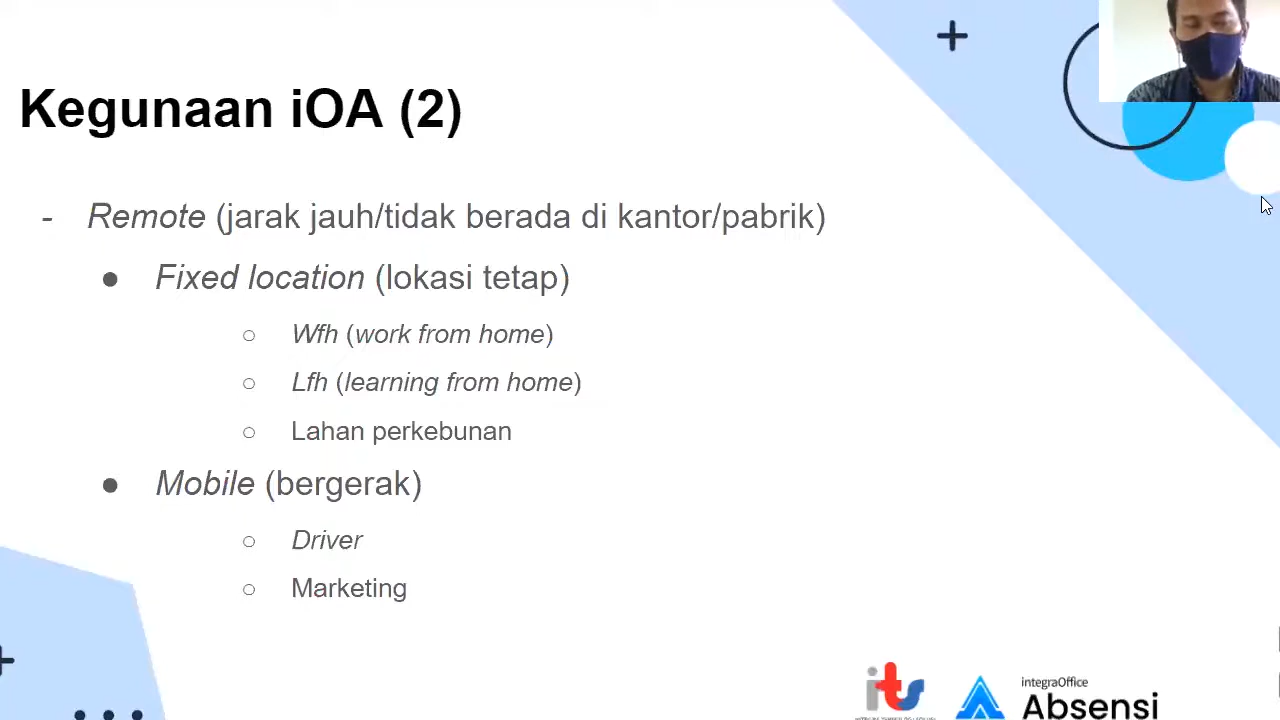 Kegunaan iOA (2)
- Remote (jarak jauh/tidak berada di kantor/pabrik)
● Fixed location (lokasi tetap)
○ Wfh (work from home)
○ Lfh (learning from home)
○ Lahan perkebunan
● Mobile (bergerak)
○ Driver
○ Marketing
its
integraOffice
Absensi